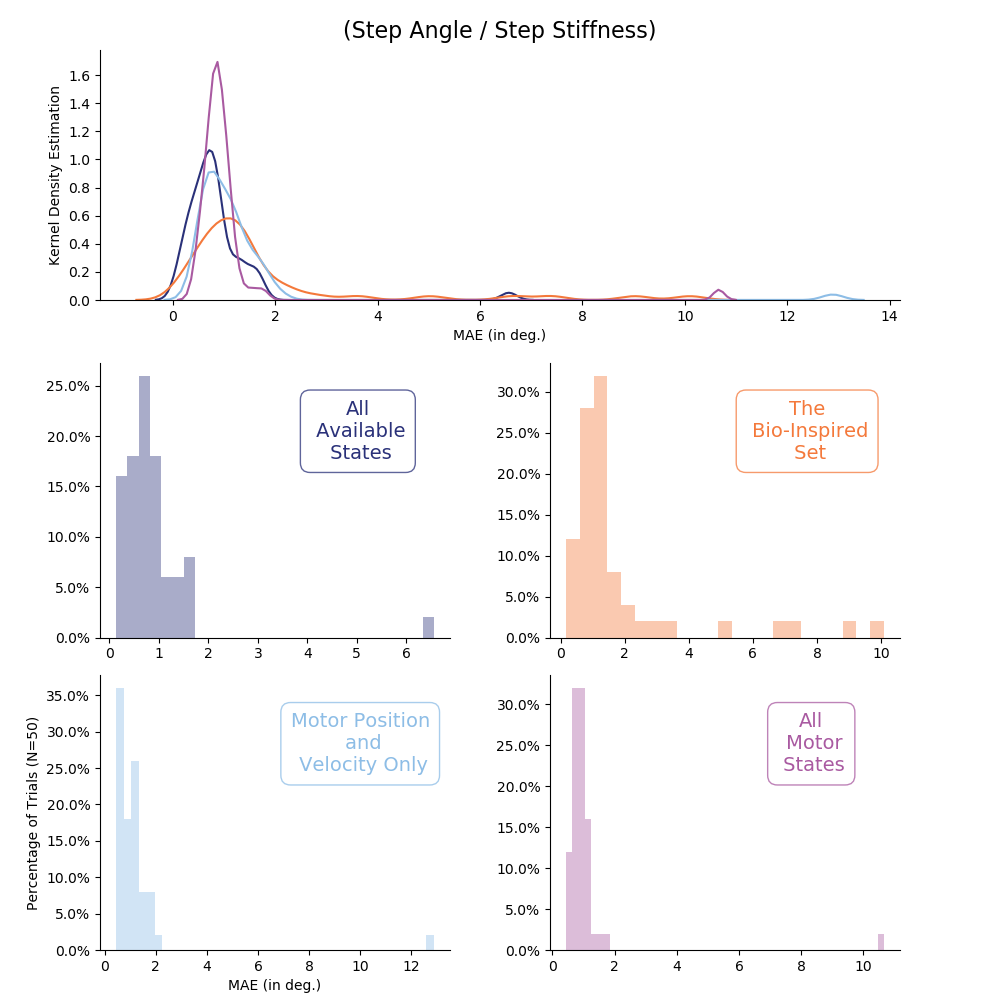 (Step Angle / Step Stiffness)
Kernel Density Estimation
1.6
1.4
1.2
1.0
0.8
0.6
0.4
0.2
0.0
0 2 4 6 8 10 12 14
MAE (in deg.)
25.0%
20.0%
15.0%
10.0%
5.0%
0.0%
0 1 2 3 4 5 6
All
Available
States
30.0%
25.0%
20.0%
15.0%
10.0%
5.0%
0.0%
0 2 4 6 8 10
The
Bio-Inspired
Set
Percentage of Trials (N=50)
35.0%
30.0%
25.0%
20.0%
15.0%
10.0%
5.0%
0.0%
0 2 4 6 8 10 12
MAE (in deg.)
Motor Position
and
Velocity Only
30.0%
25.0%
20.0%
15.0%
10.0%
5.0%
0.0%
0 2 4 6 8 10
All
Motor
States